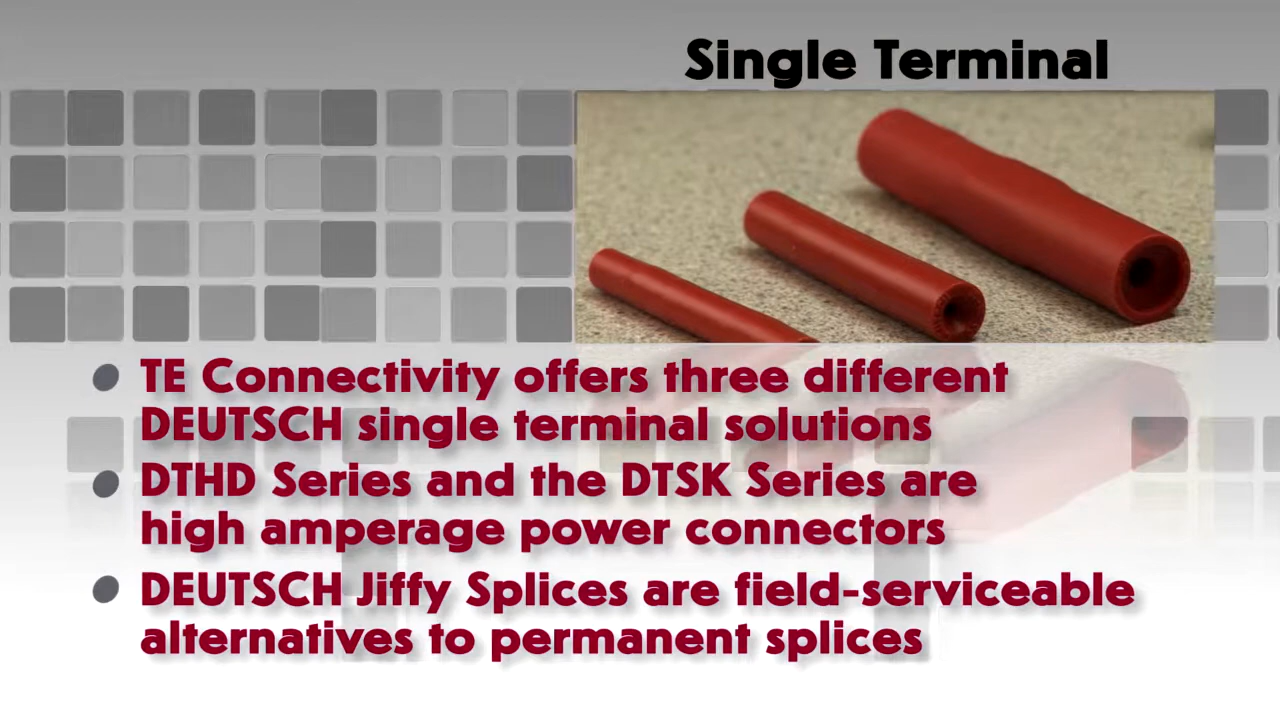 Single Terminal
TE Connectivity offers three different
DEUTSCH single terminal solutions
DTHD Series and the DTSK Series are
high amperage power connectors
DEUTSCH Jiffy Splices are field-serviceable
alternatives to permanent splices